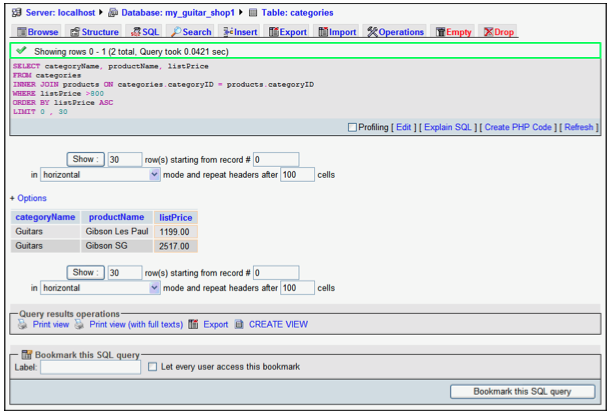 Server: localhost ▸ Database: my_guitar_shop1 ▸ Table: categories
Browse Structure SQL Search Insert Export Import Operations Empty Drop
Showing rows 0 - 1 (2 total, Query took 0.0421 sec)
SELECT categoryName, productName, listPrice
FROM categories
INNER JOIN products ON categories.categoryID = products.categoryID
WHERE listPrice >800
ORDER BY listPrice ASC
LIMIT 0 , 30
Profiling [ Edit ] [ Explain SQL ] [ Create PHP Code ] [ Refresh ]
Show : 30 row(s) starting from record # 0
in horizontal mode and repeat headers after 100 cells
+ Options
categoryName productName listPrice
Guitars Gibson Les Paul 1199.00
Guitars Gibson SG 2517.00
Show : 30 row(s) starting from record # 0
in horizontal mode and repeat headers after 100 cells
Query results operations
Print view Print view (with full texts) Export CREATE VIEW
Bookmark this SQL query
Label: Let every user access this bookmark
Bookmark this SQL query